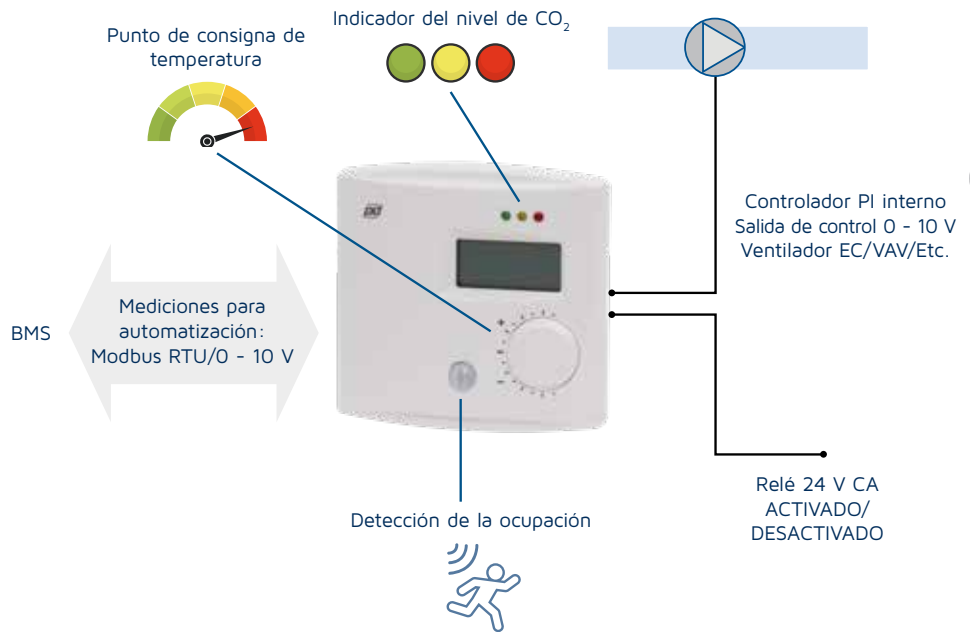 Indicador del nivel de CO₂
Punto de consigna de
temperatura
Controlador PI interno
Salida de control 0 - 10 V
Ventilador EC/VAV/Etc.
BMS
Mediciones para
automatización:
Modbus RTU/0 - 10 V
Relé 24 V CA
ACTIVADO/
DESACTIVADO
Detección de la ocupación